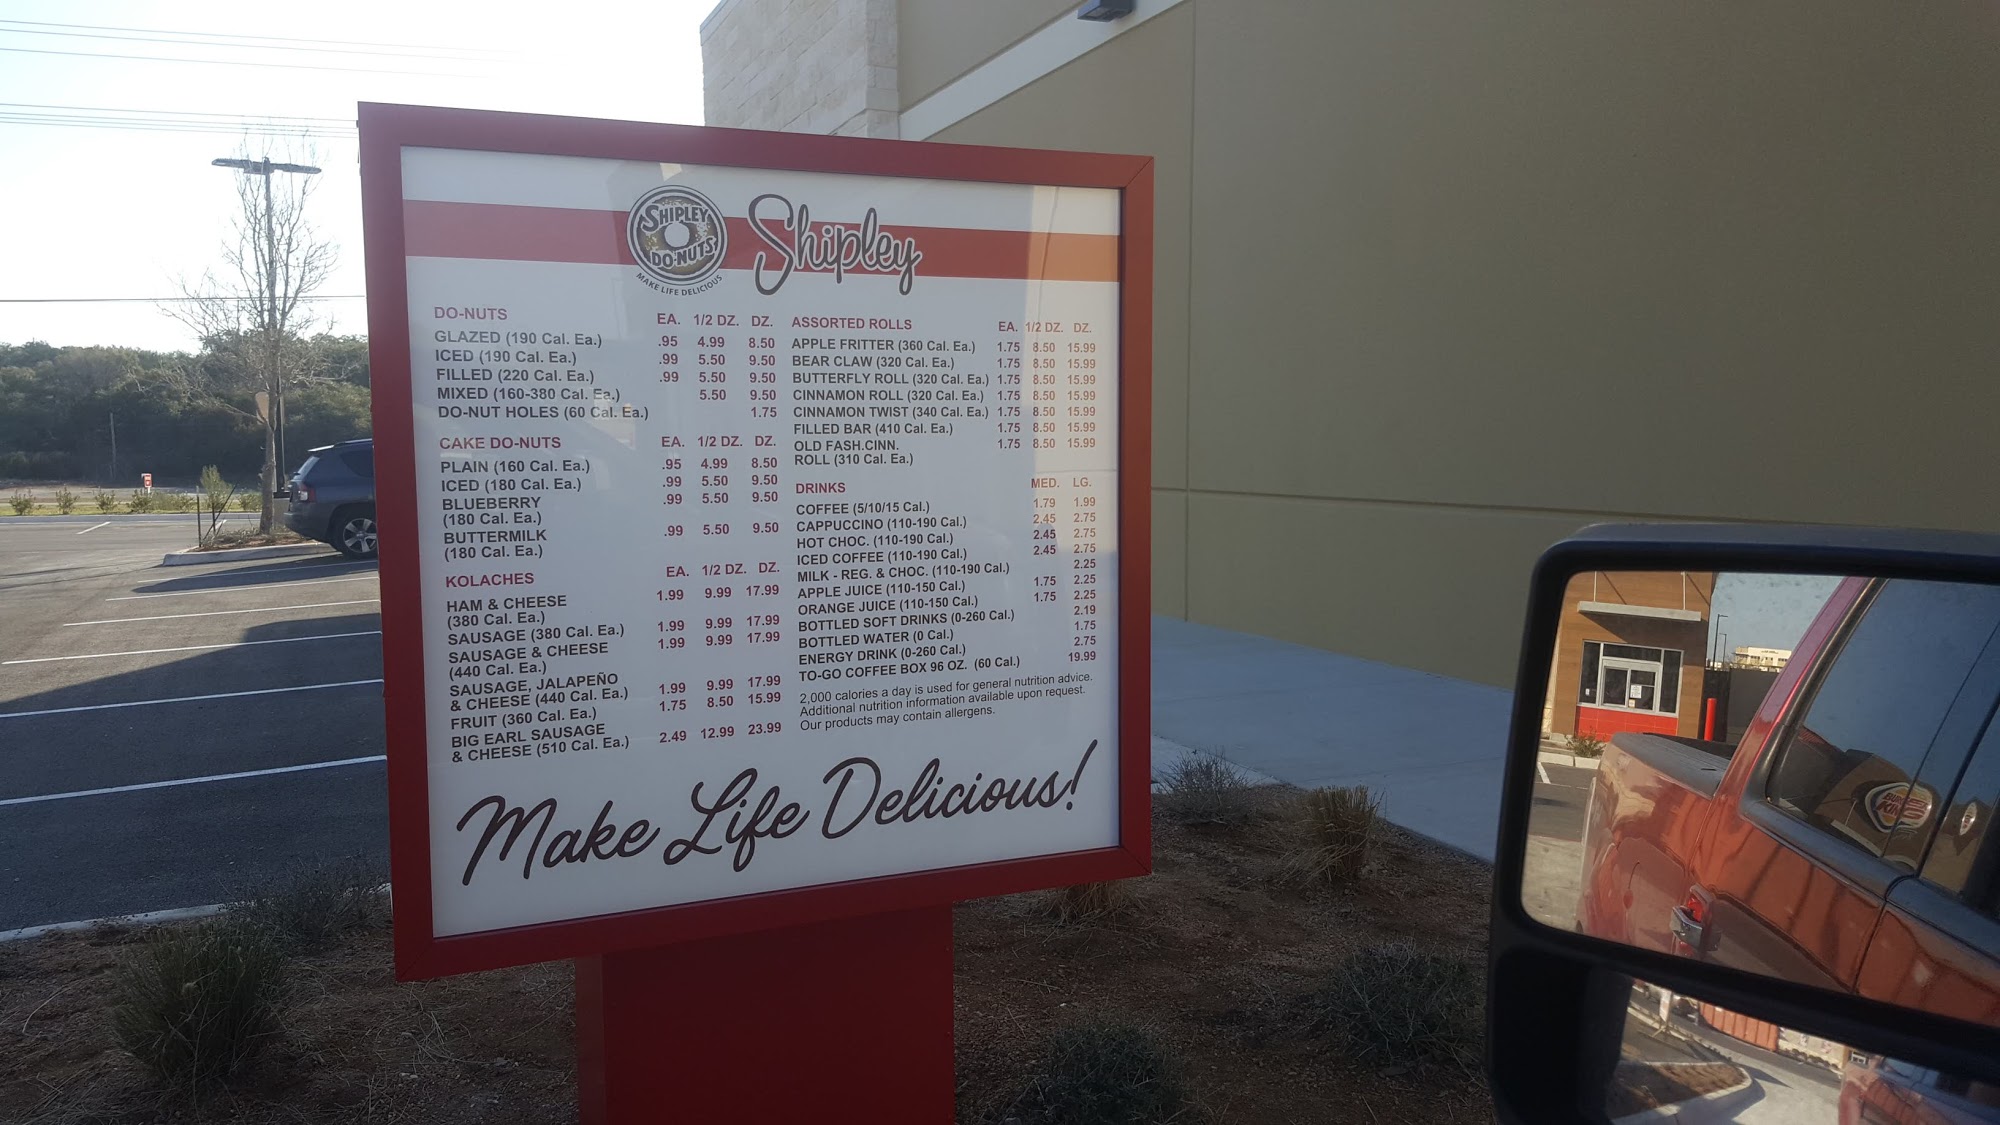 SHIPLEY
DO-NUTS
MAKE LIFE DELICIOUS
Shipley
DO-NUTS EA. 1/2 DZ. DZ.
GLAZED (190 Cal. Ea.) .95 4.99 8.50
ICED (190 Cal. Ea.) .99 5.50 9.50
FILLED (220 Cal. Ea.) .99 5.50 9.50
MIXED (160-380 Cal. Ea.) 5.50 9.50
DO-NUT HOLES (60 Cal. Ea.) 1.75
CAKE DO-NUTS EA. 1/2 DZ. DZ.
PLAIN (160 Cal. Ea.) .95 4.99 8.50
ICED (180 Cal. Ea.) .99 5.50 9.50
BLUEBERRY .99 5.50 9.50
(180 Cal. Ea.)
BUTTERMILK .99 5.50 9.50
(180 Cal. Ea.)
KOLACHES EA. 1/2 DZ. DZ.
HAM & CHEESE 1.99 9.99 17.99
(380 Cal. Ea.)
SAUSAGE (380 Cal. Ea.) 1.99 9.99 17.99
SAUSAGE & CHEESE 1.99 9.99 17.99
(440 Cal. Ea.)
SAUSAGE, JALAPEÑO
& CHEESE (440 Cal. Ea.) 1.99 9.99 17.99
FRUIT (360 Cal. Ea.) 1.75 8.50 15.99
BIG EARL SAUSAGE
& CHEESE (510 Cal. Ea.) 2.49 12.99 23.99
ASSORTED ROLLS EA. 1/2 DZ. DZ.
APPLE FRITTER (360 Cal. Ea.) 1.75 8.50 15.99
BEAR CLAW (320 Cal. Ea.) 1.75 8.50 15.99
BUTTERFLY ROLL (320 Cal. Ea.) 1.75 8.50 15.99
CINNAMON ROLL (320 Cal. Ea.) 1.75 8.50 15.99
CINNAMON TWIST (340 Cal. Ea.) 1.75 8.50 15.99
FILLED BAR (410 Cal. Ea.) 1.75 8.50 15.99
OLD FASH.CINN. 1.75 8.50 15.99
ROLL (310 Cal. Ea.)
DRINKS MED. LG.
COFFEE (5/10/15 Cal.) 1.79 1.99
CAPPUCCINO (110-190 Cal.) 2.45 2.75
HOT CHOC. (110-190 Cal.) 2.45 2.75
ICED COFFEE (110-190 Cal.) 2.45 2.75
MILK - REG. & CHOC. (110-190 Cal.) 2.25
APPLE JUICE (110-150 Cal.) 1.75 2.25
ORANGE JUICE (110-150 Cal.) 1.75 2.25
BOTTLED SOFT DRINKS (0-260 Cal.) 2.19
BOTTLED WATER (0 Cal.) 1.75
ENERGY DRINK (0-260 Cal.) 2.75
TO-GO COFFEE BOX 96 OZ. (60 Cal.) 19.99
2,000 calories a day is used for general nutrition advice.
Additional nutrition information available upon request.
Our products may contain allergens.
Make Life Delicious!
BURGER
KING